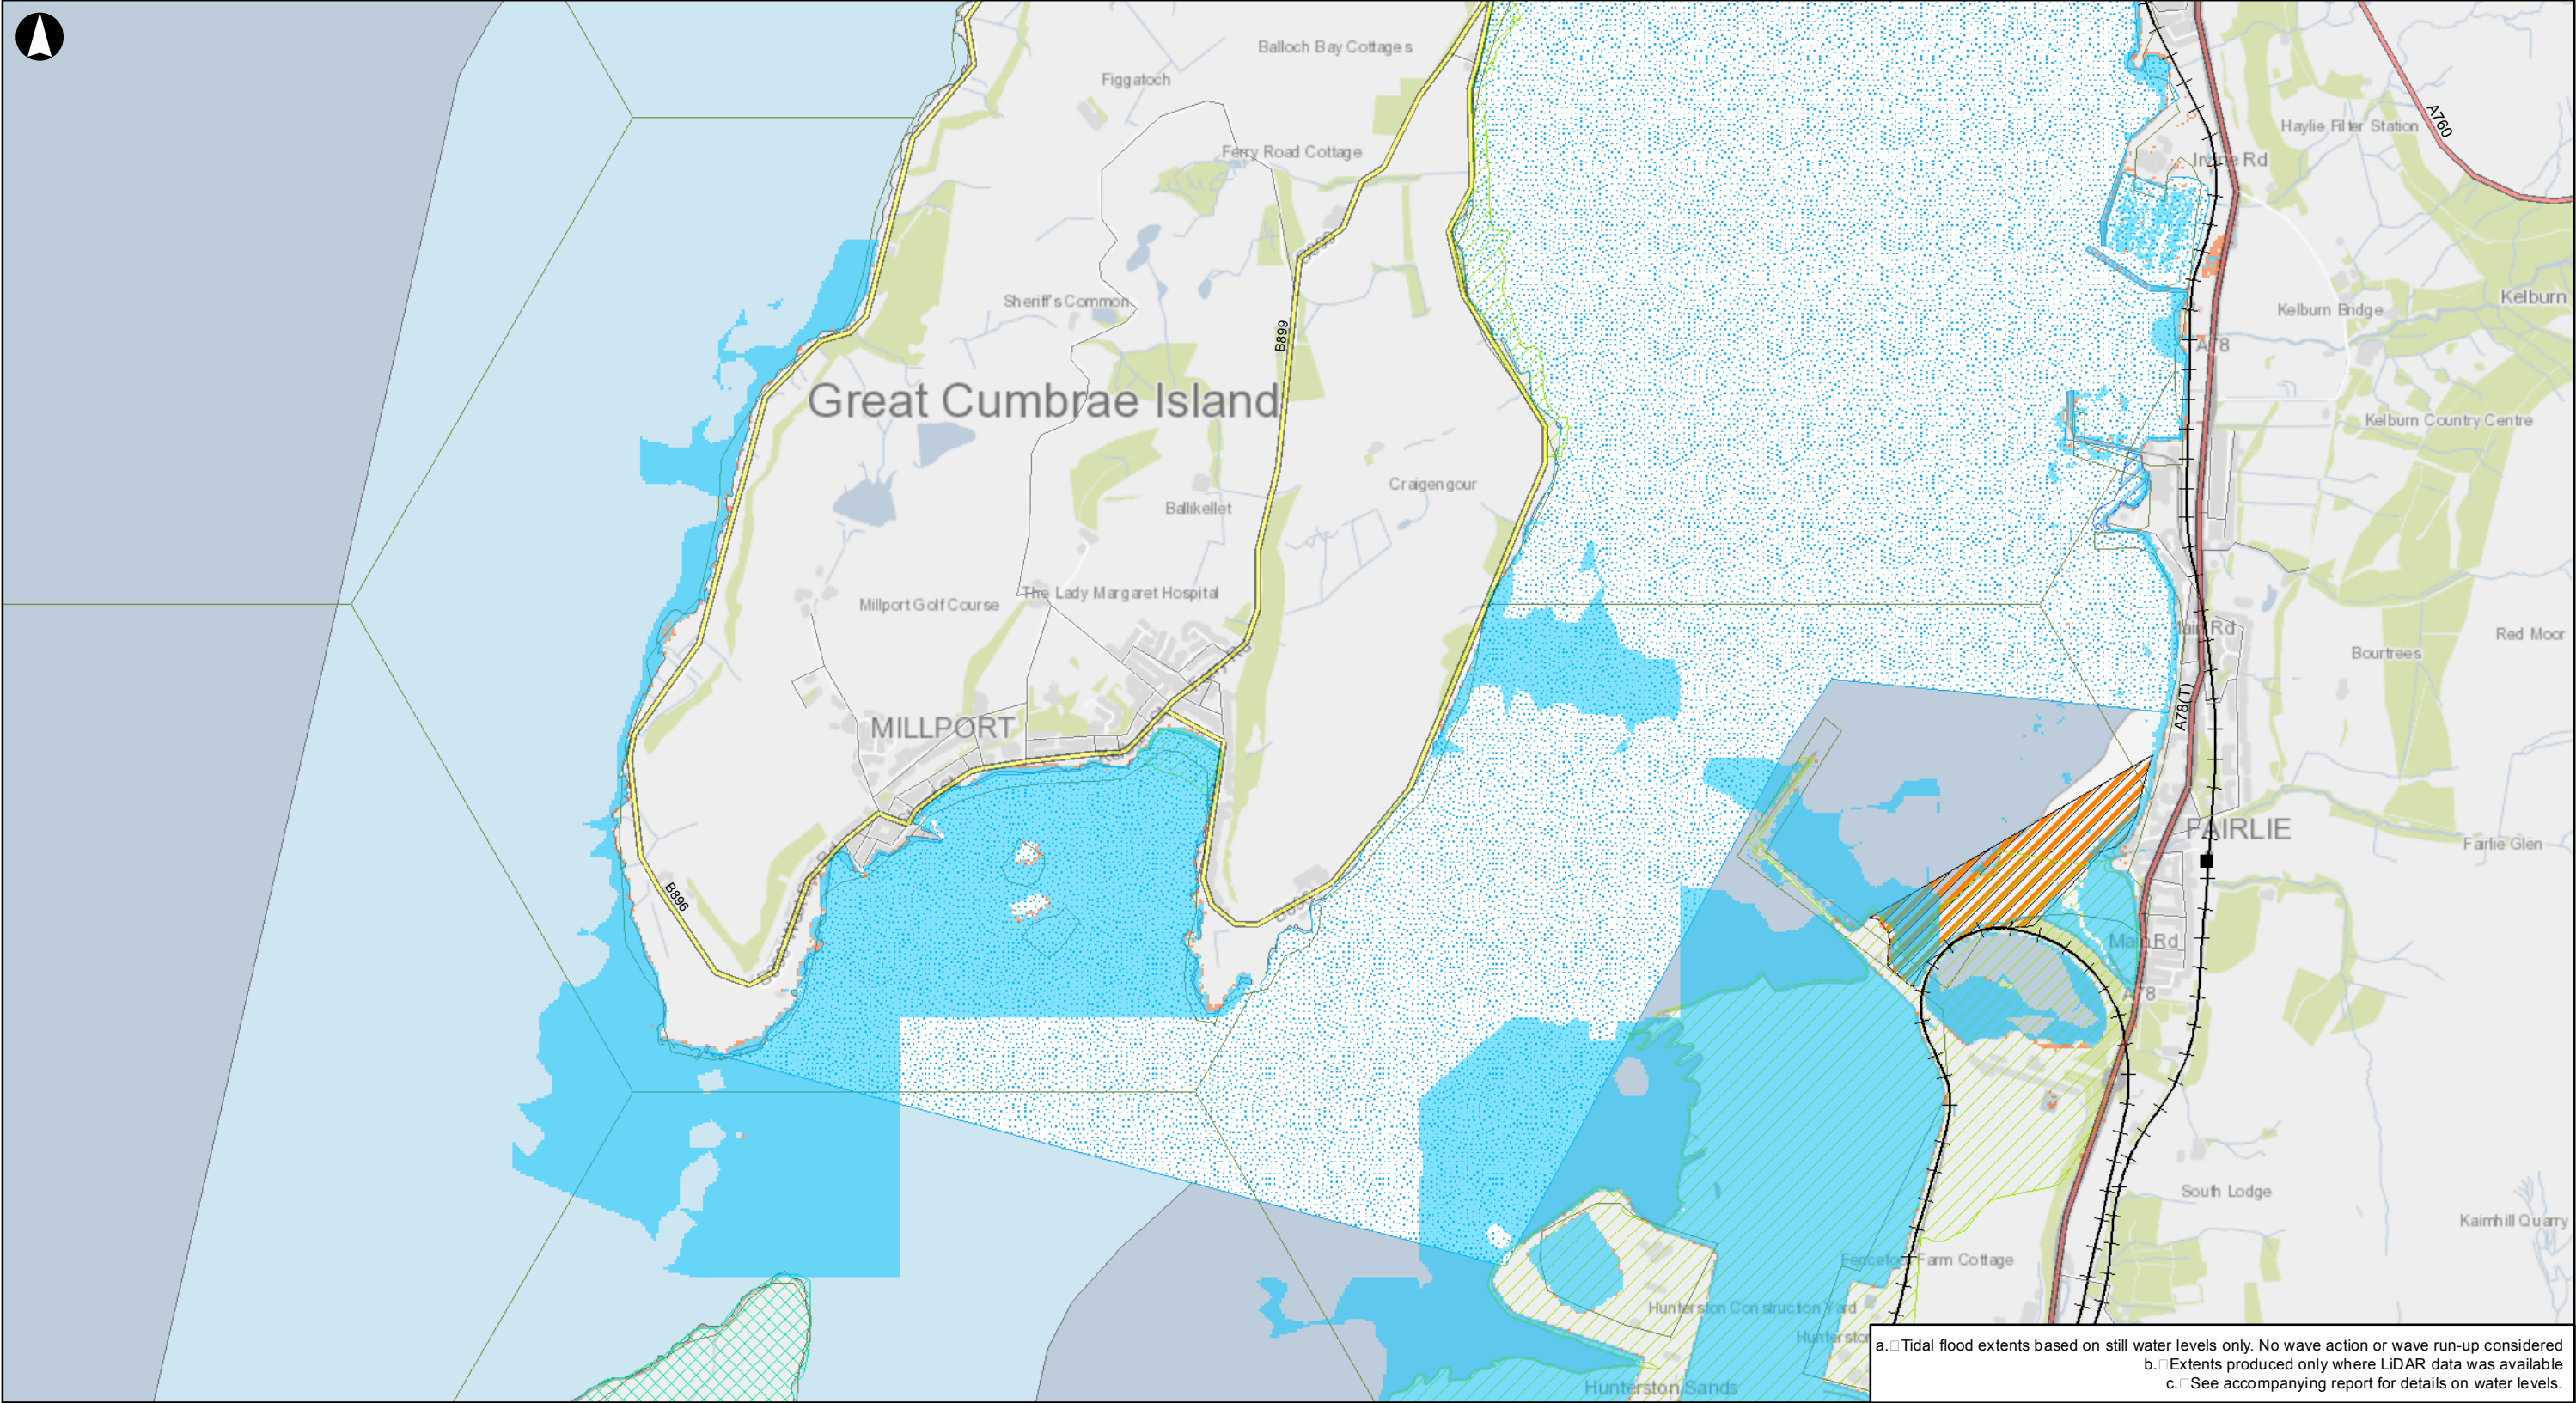 Balloch Bay Cottages
Figgatoch
A760
Haylie Filter Station
Ferry Road Cottage
Kelburn
Sheriff's Common
Kelburn Bridge
B899
A78
Great Cumbrae Island
Kelburn Country Centre
Craigengour
Ballikellet
The Lady Margaret Hospital
Millport Golf Course
Main Rd
Red Moor
Bourtrees
A78(T)
MILLPORT
FAIRLIE
Fairlie Glen
B896
Main Rd
A78
South Lodge
Kaimhill Quarry
Farm Cottage
Hunterston Construction Yard
Hunterston Sands
a. Tidal flood extents based on still water levels only. No wave action or wave run-up considered
b. Extents produced only where LiDAR data was available
c. See accompanying report for details on water levels.